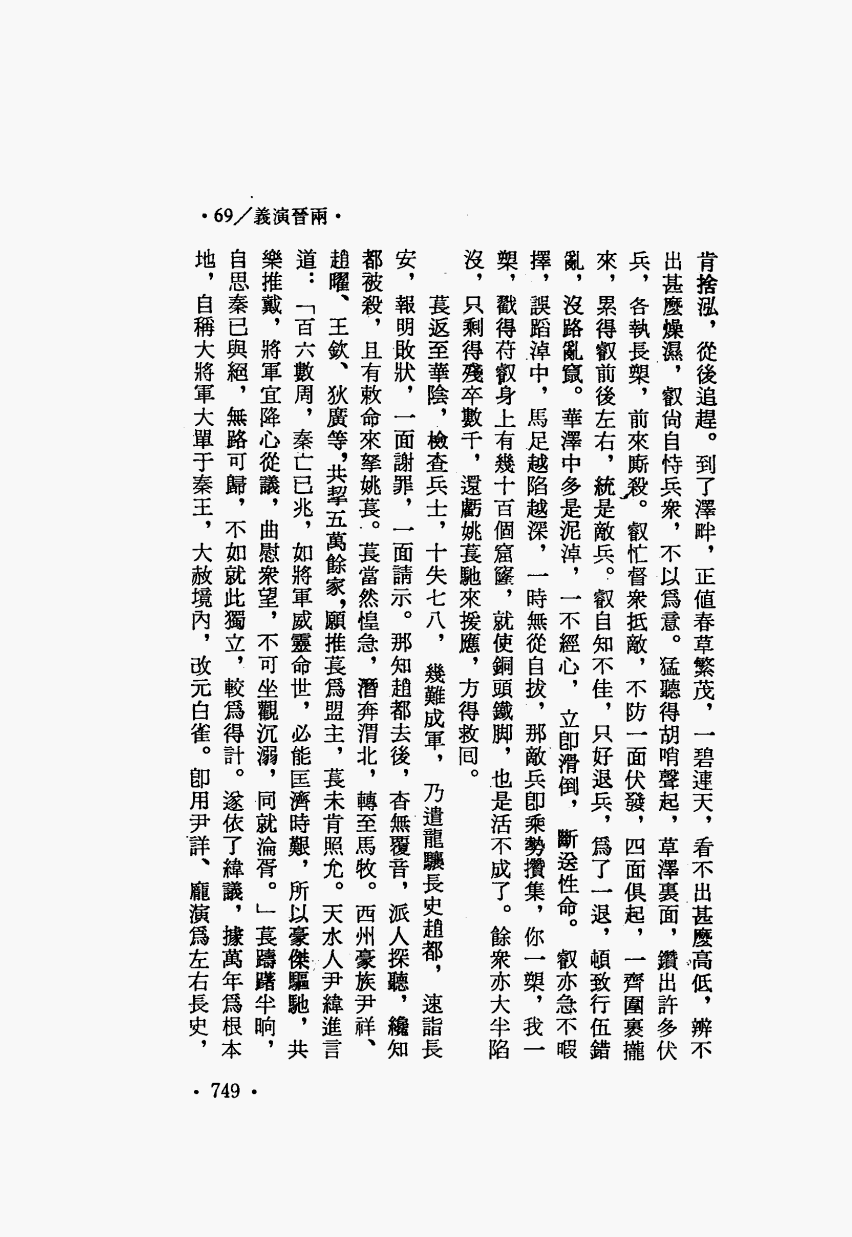 ·69╱義演晉兩·
肯捨泓，從後追趕。到了澤畔，正値春草繁茂，一碧連天，看不出甚麼高低，辨不
出甚麼燥濕，叡尙自恃兵衆，不以爲意。猛聽得胡哨聲起，草澤裏面，鑽出許多伏
兵，各執長槊，前來厮殺。叡忙督衆抵敵，不防一面伏發，四面俱起，一齊圍裹攏
來，累得叡前後左右，統是敵兵。叡自知不佳，只好退兵，爲了一退，頓致行伍錯
亂，沒路亂竄。華澤中多是泥淖，一不經心，立卽滑倒，斷送性命。叡亦急不暇
擇，誤蹈淖中，馬足越陷越深，一時無從自拔，那敵兵卽乘勢攢集，你一槊，我一
槊，戳得苻叡身上有幾十百個窟窿，就使銅頭鐵脚，也是活不成了。餘衆亦大半陷
沒，只剩得殘卒數千，還虧姚萇馳來援應，方得救回。
萇返至華陰，檢查兵士，十失七八，幾難成軍，乃遣龍驤長史趙都，速詣長
安，報明敗狀，一面謝罪，一面請示。那知趙都去後，杳無覆音，派人探聽，纔知
都被殺，且有敕命來拏姚萇。萇當然惶急，潛奔渭北，轉至馬牧。西州豪族尹祥、
趙曜、王欽、狄廣等，共挈五萬餘家，願推萇爲盟主，萇未肯照允。天水人尹緯進言
道：「百六數周，秦亡已兆，如將軍威靈命世，必能匡濟時艱，所以豪傑驅馳，共
樂推戴，將軍宜降心從議，曲慰衆望，不可坐觀沉溺，同就淪胥。」萇躊躇半晌，
自思秦已與絕，無路可歸，不如就此獨立，較爲得計。遂依了緯議，據萬年爲根本
地，自稱大將軍大單于秦王，大赦境內，改元白雀。卽用尹詳、龐演爲左右長史，
·749·